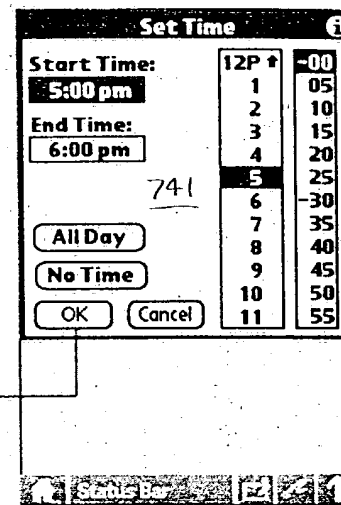 Set Time
Start Time:
5:00 pm
End Time:
6:00 pm
741
All Day
No Time
OK
Cancel
12P
1
2
3
4
5
6
7
8
9
10
11
00
05
10
15
20
25
30
35
40
45
50
55
Status Bar